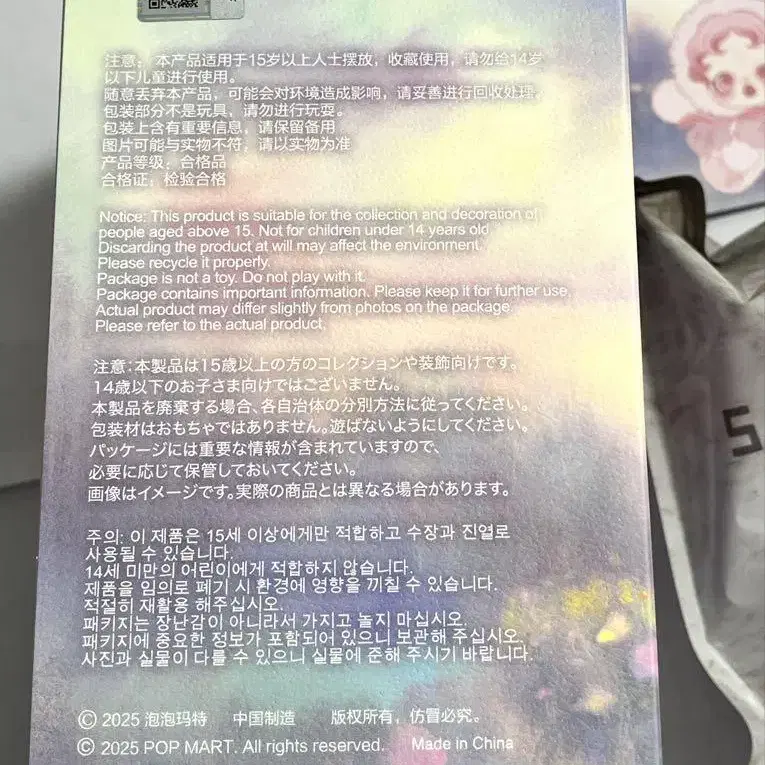 注意：本产品适用于15岁以上人士摆放，收藏使用，请勿给14岁
以下儿童进行使用。
随意丢弃本产品，可能会对环境造成影响，请妥善进行回收处理。
包装部分不是玩具，请勿进行玩耍。
包装上含有重要信息，请保留备用
图片可能与实物不符，请以实物为准
产品等级：合格品
合格证，检验合格
Notice: This product is suitable for the collection and decoration of
people aged above 15. Not for children under 14 years old
Discarding the product at will may affect the environment.
Please recycle it properly.
Package is not a toy. Do not play with it.
Package contains important information. Please keep it for further use.
Actual product may differ slightly from photos on the package.
Please refer to the actual product.
注意:本製品は15歳以上の方のコレクションや装飾向けです。
14歳以下のお子さま向けではございません。
本製品を廃棄する場合、各自治体の分別方法に従ってください。
包装材はおもちゃではありません。遊ばないようにしてください。
パッケージには重要な情報が含まれていますので、
必要に応じて保管しておいてください。
画像はイメージです。実際の商品とは異なる場合があります。
주의: 이 제품은 15세 이상에게만 적합하고 수장과 진열로
사용될 수 있습니다.
14세 미만의 어린이에게 적합하지 않습니다.
제품을 임의로 폐기 시 환경에 영향을 끼칠 수 있습니다.
적절히 재활용 해주십시오.
패키지는 장난감이 아니라서 가지고 놀지 마십시오.
패키지에 중요한 정보가 포함되어 있으니 보관해 주십시오.
사진과 실물이 다를 수 있으니 실물에 준해 주시기 바랍니다.
© 2025 泡泡玛特 中国制造 版权所有，仿冒必究。
© 2025 POP MART. All rights reserved. Made in China